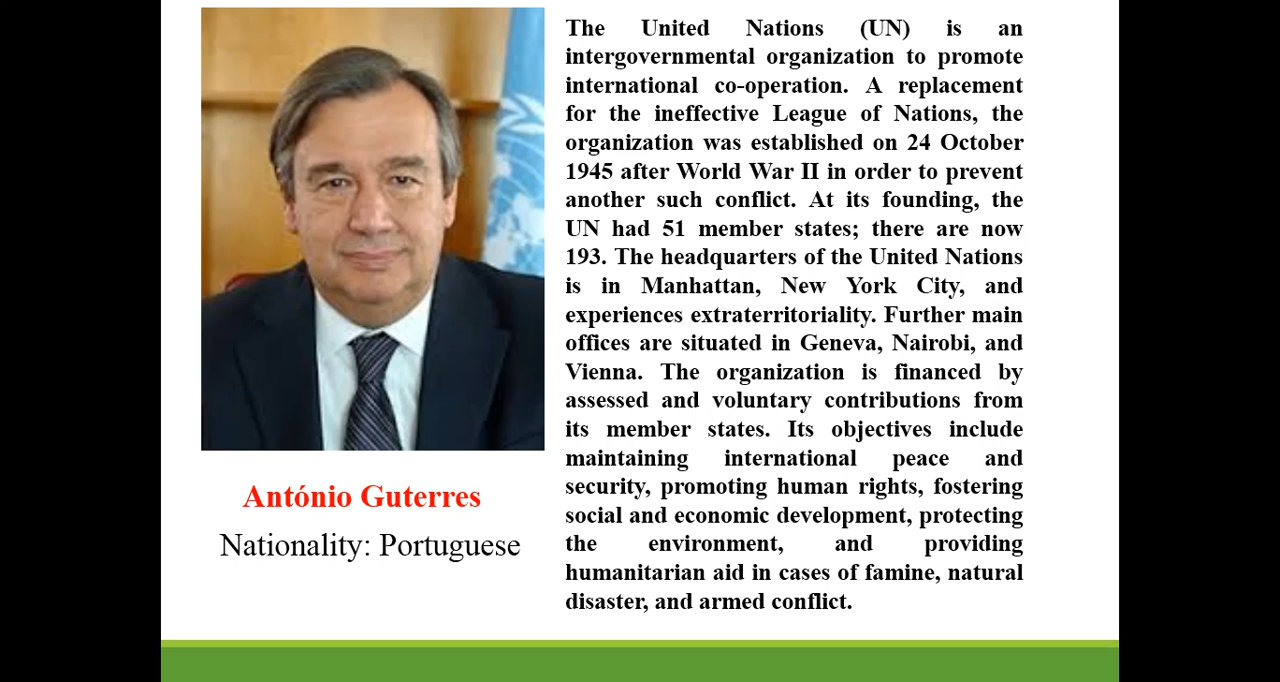 The United Nations (UN) is an
intergovernmental organization to promote
international co-operation. A replacement
for the ineffective League of Nations, the
organization was established on 24 October
1945 after World War II in order to prevent
another such conflict. At its founding, the
UN had 51 member states; there are now
193. The headquarters of the United Nations
is in Manhattan, New York City, and
experiences extraterritoriality. Further main
offices are situated in Geneva, Nairobi, and
Vienna. The organization is financed by
assessed and voluntary contributions from
its member states. Its objectives include
maintaining international peace and
security, promoting human rights, fostering
social and economic development, protecting
the environment, and providing
humanitarian aid in cases of famine, natural
disaster, and armed conflict.
António Guterres
Nationality: Portuguese